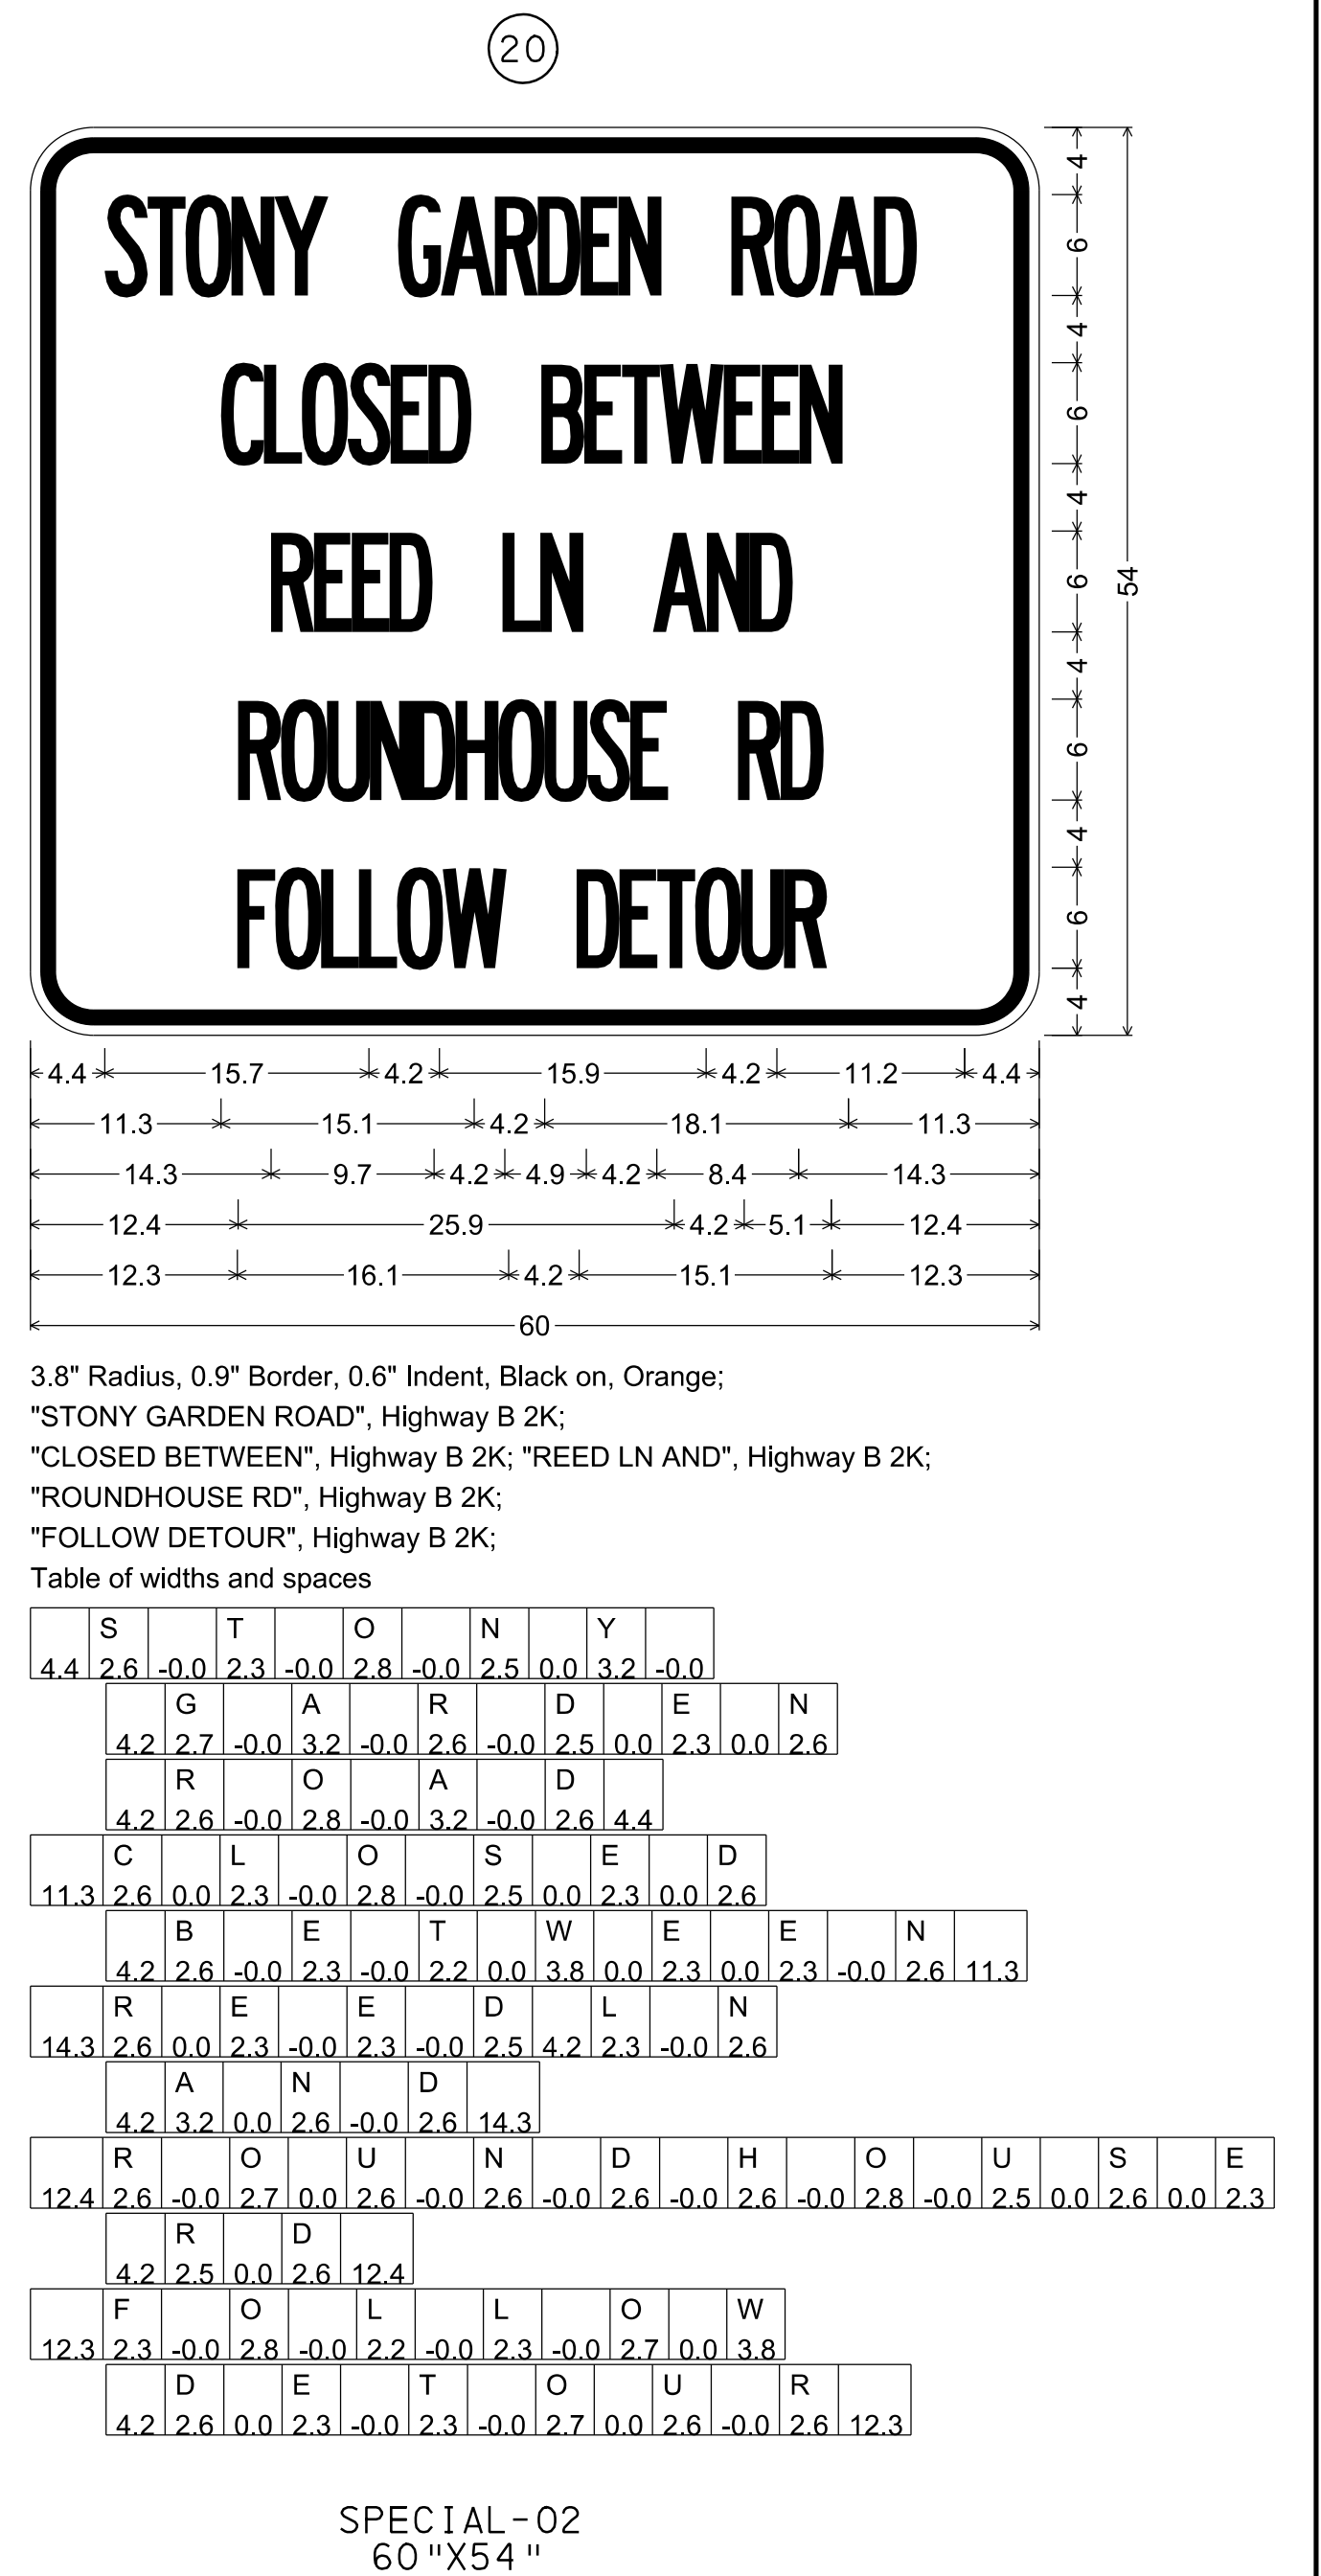 20
STONY GARDEN ROAD
CLOSED BETWEEN
REED LN AND
ROUNDHOUSE RD
FOLLOW DETOUR
4
6
4
6
4
6
4
6
4
6
4
54
4.4 15.7 4.2 15.9 4.2 11.2 4.4
11.3 15.1 4.2 18.1 11.3
14.3 9.7 4.2 4.9 4.2 8.4 14.3
12.4 25.9 4.2 5.1 12.4
12.3 16.1 4.2 15.1 12.3
60
3.8" Radius, 0.9" Border, 0.6" Indent, Black on, Orange;
"STONY GARDEN ROAD", Highway B 2K;
"CLOSED BETWEEN", Highway B 2K; "REED LN AND", Highway B 2K;
"ROUNDHOUSE RD", Highway B 2K;
"FOLLOW DETOUR", Highway B 2K;
Table of widths and spaces
S T O N Y
4.4 2.6 -0.0 2.3 -0.0 2.8 -0.0 2.5 0.0 3.2 -0.0
G A R D E N
4.2 2.7 -0.0 3.2 -0.0 2.6 -0.0 2.5 0.0 2.3 0.0 2.6
R O A D
4.2 2.6 -0.0 2.8 -0.0 3.2 -0.0 2.6 4.4
C L O S E D
11.3 2.6 0.0 2.3 -0.0 2.8 -0.0 2.5 0.0 2.3 0.0 2.6
B E T W E E N
4.2 2.6 -0.0 2.3 -0.0 2.2 0.0 3.8 0.0 2.3 0.0 2.3 -0.0 2.6 11.3
R E E D L N
14.3 2.6 0.0 2.3 -0.0 2.3 -0.0 2.5 4.2 2.3 -0.0 2.6
A N D
4.2 3.2 0.0 2.6 -0.0 2.6 14.3
R O U N D H O U S E
12.4 2.6 -0.0 2.7 0.0 2.6 -0.0 2.6 -0.0 2.6 -0.0 2.6 -0.0 2.8 -0.0 2.5 0.0 2.6 0.0 2.3
R D
4.2 2.5 0.0 2.6 12.4
F O L L O W
12.3 2.3 -0.0 2.8 -0.0 2.2 -0.0 2.3 -0.0 2.7 0.0 3.8
D E T O U R
4.2 2.6 0.0 2.3 -0.0 2.3 -0.0 2.7 0.0 2.6 -0.0 2.6 12.3
SPECIAL-02
60"X54"